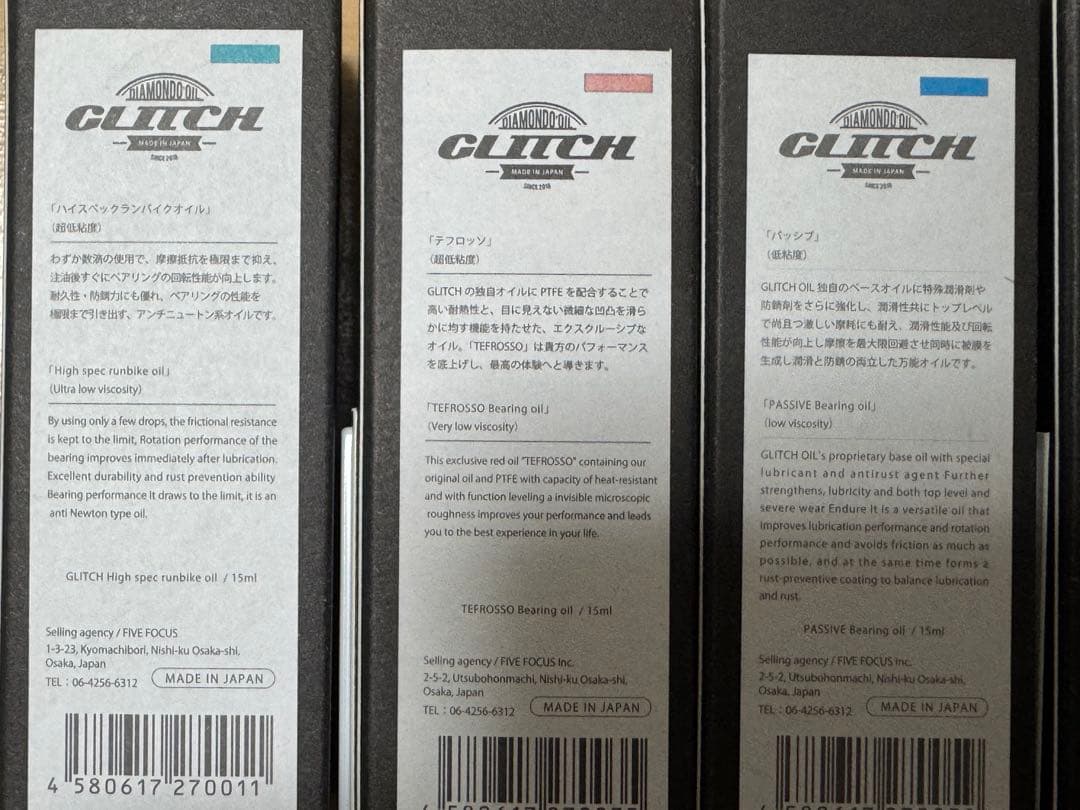 DIAMONDO OIL
GLITCH
MADE IN JAPAN
SINCE 2018
「ハイスペックランバイクオイル」
(超低粘度)
わずか数滴の使用で、摩擦抵抗を極限まで抑え、
注油後すぐにベアリングの回転性能が向上します。
耐久性・防錆力にも優れ、ベアリングの性能を
極限まで引き出す、アンチニュートン系オイルです。
「High spec runbike oil」
(Ultra low viscosity)
By using only a few drops, the frictional resistance
is kept to the limit, Rotation performance of the
bearing improves immediately after lubrication.
Excellent durability and rust prevention ability
Bearing performance It draws to the limit, it is an
anti Newton type oil.
GLITCH High spec runbike oil / 15ml
Selling agency / FIVE FOCUS
1-3-23, Kyomachibori, Nishi-ku Osaka-shi,
Osaka, Japan
TEL : 06-4256-6312
MADE IN JAPAN
4 580617 270011
DIAMONDO OIL
GLITCH
MADE IN JAPAN
SINCE 2018
「テフロッソ」
(超低粘度)
GLITCH の独自オイルに PTFE を配合することで
高い耐熱性と、目に見えない微細な凹凸を滑ら
かに均す機能を持たせた、エクスクルーシブな
オイル。「TEFROSSO」は貴方のパフォーマンス
を底上げし、最高の体験へと導きます。
「TEFROSSO Bearing oil」
(Very low viscosity)
This exclusive red oil "TEFROSSO" containing our
original oil and PTFE with capacity of heat-resistant
and with function leveling a invisible microscopic
roughness improves your performance and leads
you to the best experience in your life.
TEFROSSO Bearing oil / 15ml
Selling agency / FIVE FOCUS Inc.
2-5-2, Utsubohonmachi, Nishi-ku Osaka-shi,
Osaka, Japan
TEL : 06-4256-6312
MADE IN JAPAN
DIAMONDO OIL
GLITCH
MADE IN JAPAN
SINCE 2018
「パッシブ」
(低粘度)
GLITCH OIL 独自のベースオイルに特殊潤滑剤や
防錆剤をさらに強化し、潤滑性共にトップレベル
で尚且つ激しい摩耗にも耐え、潤滑性能及び回転
性能が向上し摩擦を最大限回避させ同時に被膜を
生成し潤滑と防錆の両立した万能オイルです。
「PASSIVE Bearing oil」
(low viscosity)
GLITCH OIL's proprietary base oil with special
lubricant and antirust agent Further
strengthens, lubricity and both top level and
severe wear Endure It is a versatile oil that
improves lubrication performance and rotation
performance and avoids friction as much as
possible, and at the same time forms a
rust-preventive coating to balance lubrication
and rust.
PASSIVE Bearing oil / 15ml
Selling agency / FIVE FOCUS Inc.
2-5-2, Utsubohonmachi, Nishi-ku Osaka-shi,
Osaka, Japan
TEL : 06-4256-6312
MADE IN JAPAN